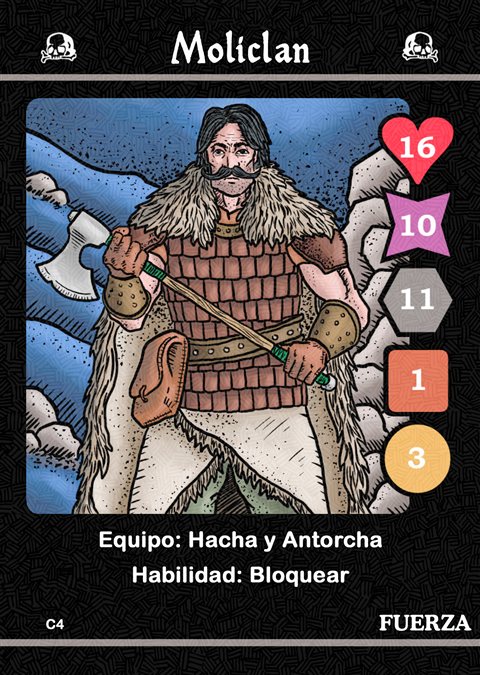 Moliclan
16
10
11
1
3
Equipo: Hacha y Antorcha
Habilidad: Bloquear
C4
FUERZA